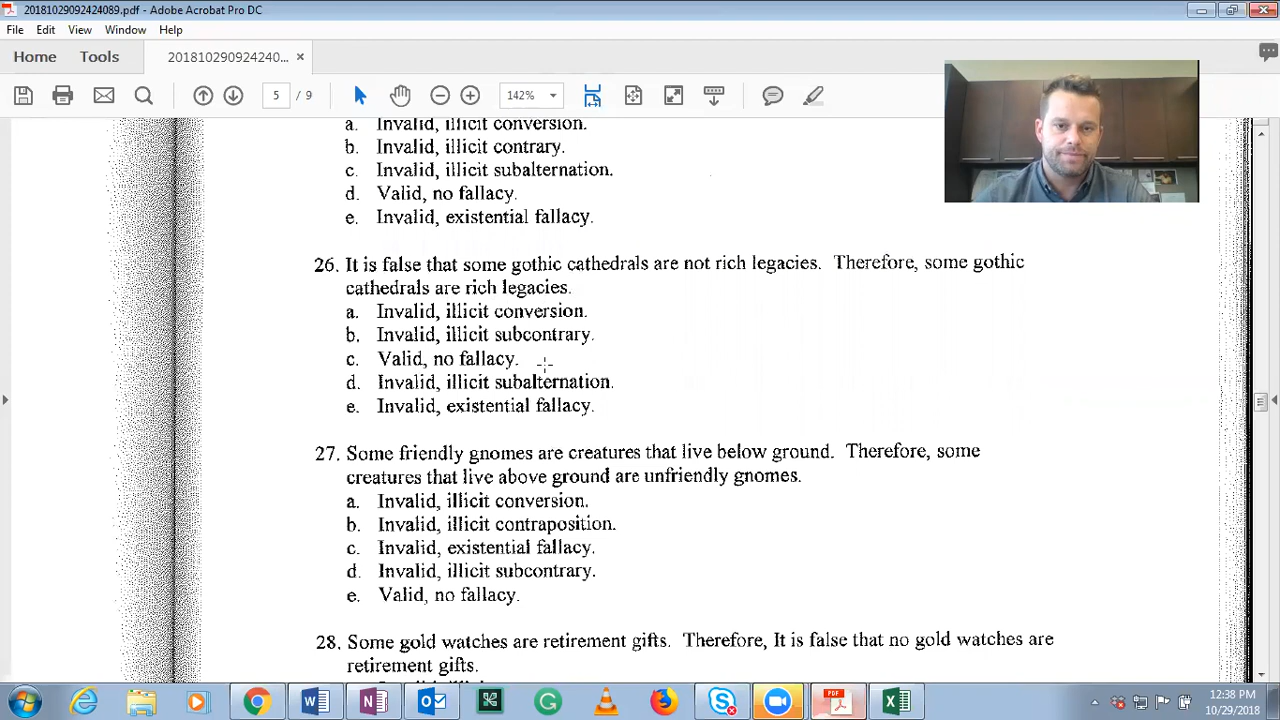 201810290924240​89.pdf - Adobe Acrobat Pro DC
File Edit View Window Help
Home Tools 201810290924240... ×
5 / 9 142%
a. Invalid, illicit conversion.
b. Invalid, illicit contrary.
c. Invalid, illicit subalternation.
d. Valid, no fallacy.
e. Invalid, existential fallacy.
26. It is false that some gothic cathedrals are not rich legacies. Therefore, some gothic
cathedrals are rich legacies.
a. Invalid, illicit conversion.
b. Invalid, illicit subcontrary.
c. Valid, no fallacy.
d. Invalid, illicit subalternation.
e. Invalid, existential fallacy.
27. Some friendly gnomes are creatures that live below ground. Therefore, some
creatures that live above ground are unfriendly gnomes.
a. Invalid, illicit conversion.
b. Invalid, illicit contraposition.
c. Invalid, existential fallacy.
d. Invalid, illicit subcontrary.
e. Valid, no fallacy.
28. Some gold watches are retirement gifts. Therefore, It is false that no gold watches are
retirement gifts.
12:38 PM
10/29/2018